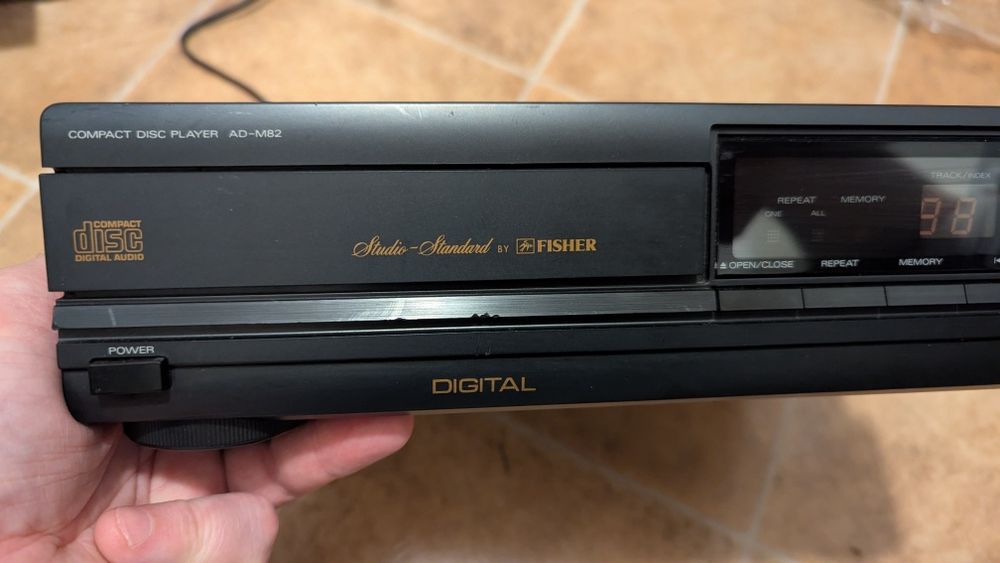 COMPACT DISC PLAYER AD-M82
TRACK/INDEX
REPEAT MEMORY
ONE ALL
COMPACT
disc
DIGITAL AUDIO
Studio-Standard BY FISHER
OPEN/CLOSE REPEAT MEMORY
POWER
DIGITAL